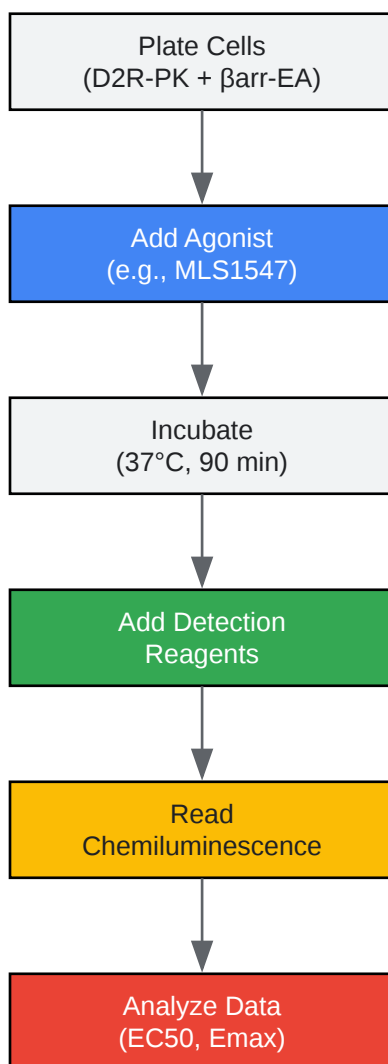 Plate Cells
(D2R-PK + βarr-EA)
Add Agonist
(e.g., MLS1547)
Incubate
(37°C, 90 min)
Add Detection
Reagents
Read
Chemiluminescence
Analyze Data
(EC50, Emax)